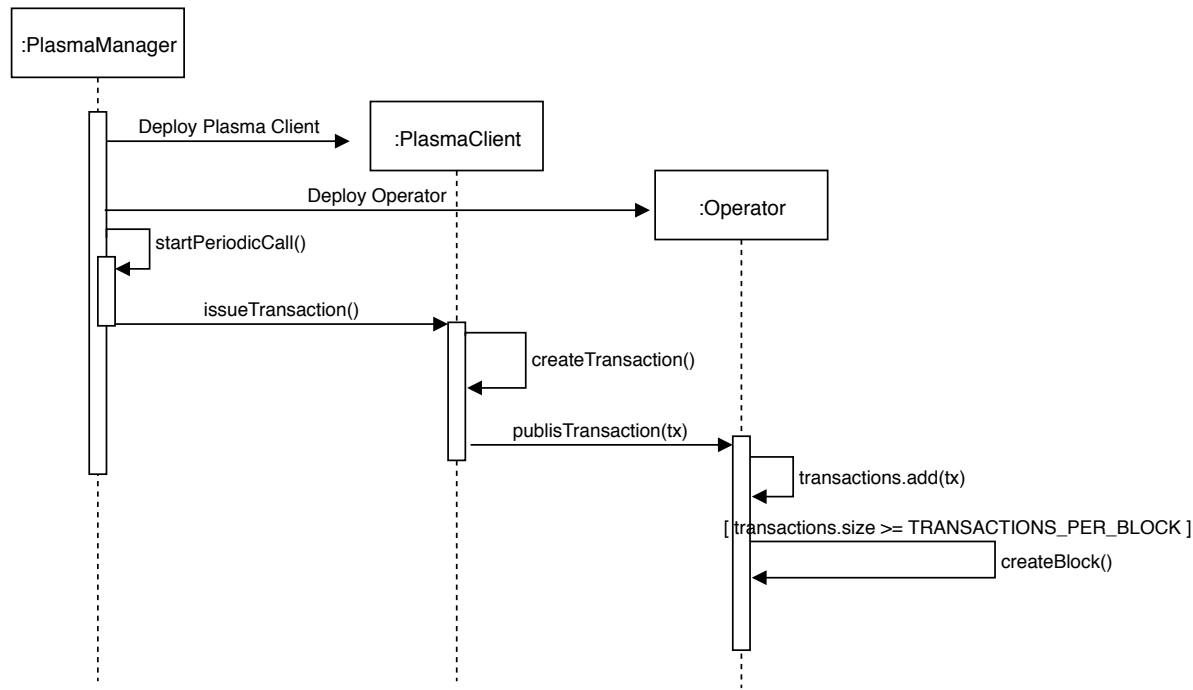 :PlasmaManager
Deploy Plasma Client
:PlasmaClient
Deploy Operator
:Operator
startPeriodicCall()
issueTransaction()
createTransaction()
publisTransaction(tx)
transactions.add(tx)
[ transactions.size >= TRANSACTIONS_PER_BLOCK ]
createBlock()